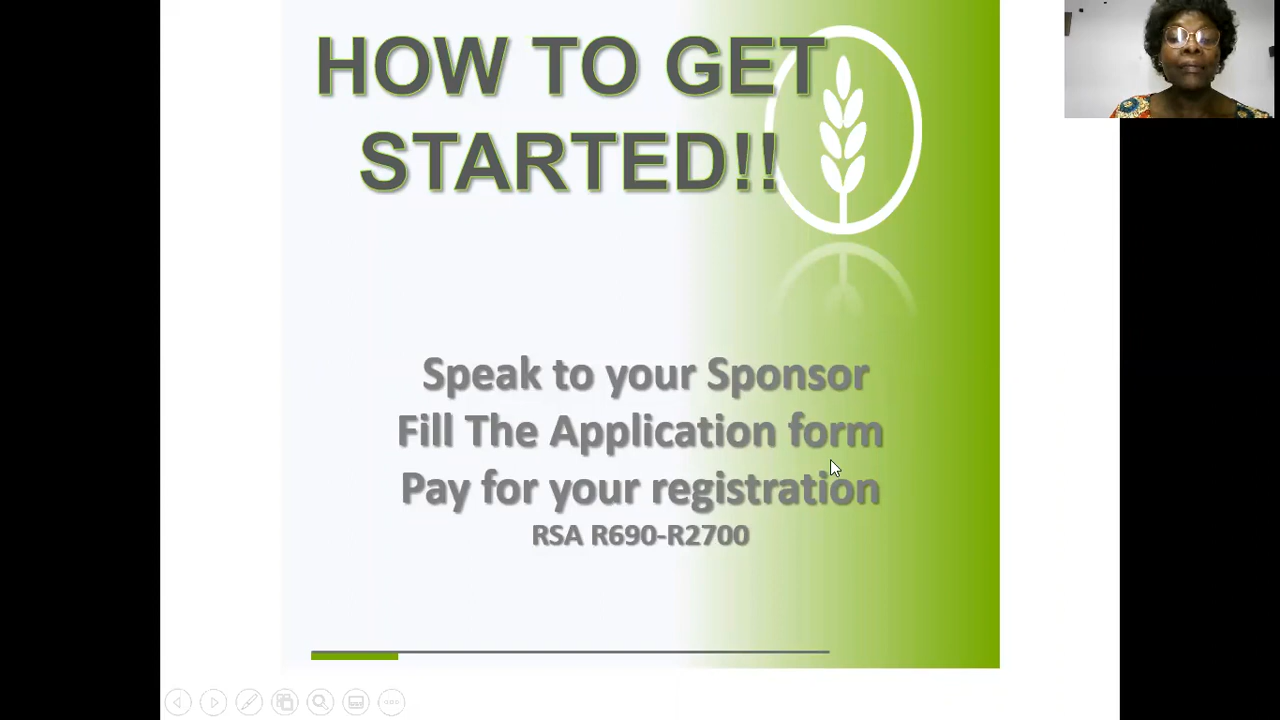 HOW TO GET
STARTED!!
Speak to your Sponsor
Fill The Application form
Pay for your registration
RSA R690-R2700